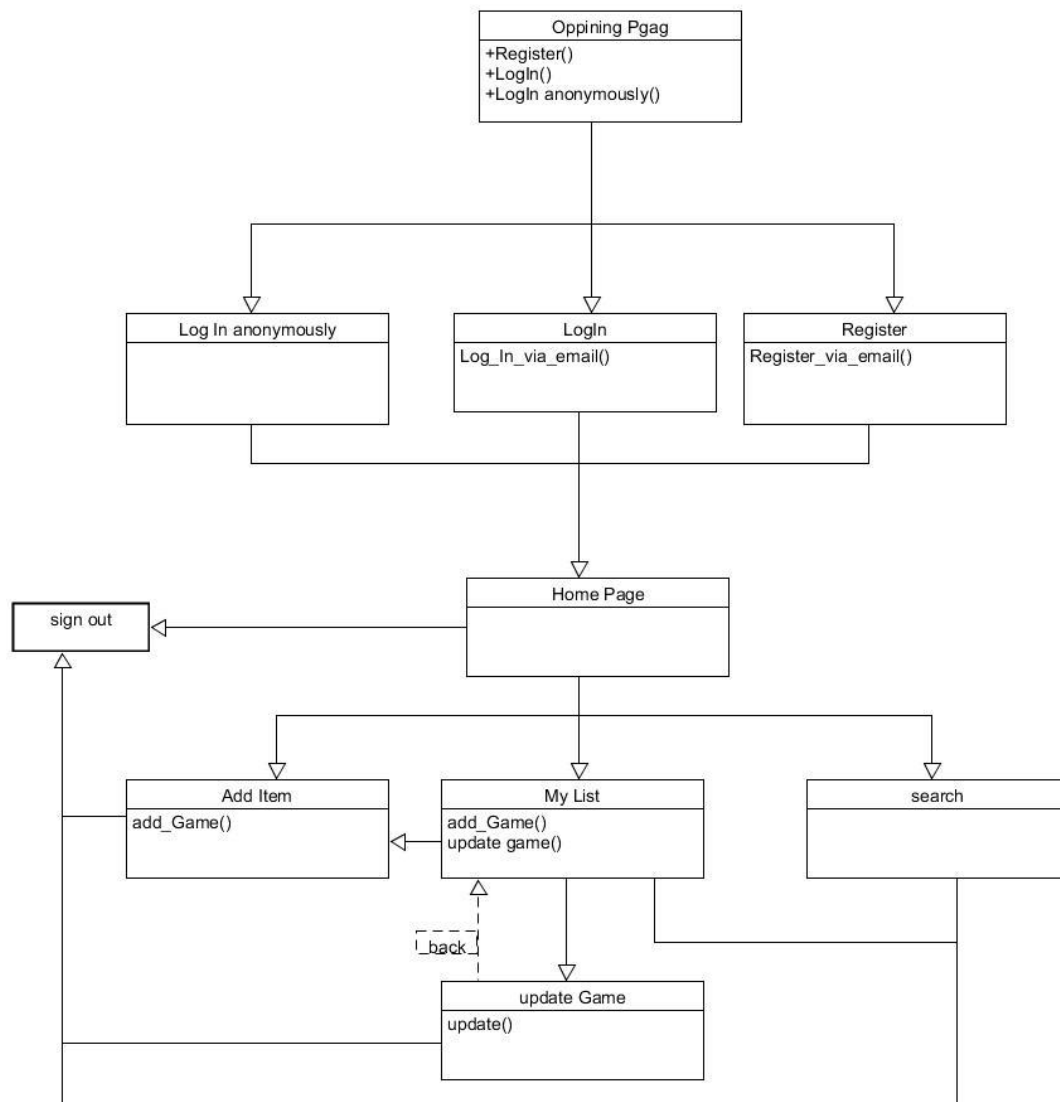 Oppining Pgag
+Register()
+LogIn()
+LogIn anonymously()
Log In anonymously
LogIn
Log_In_via_email()
Register
Register_via_email()
Home Page
sign out
Add Item
add_Game()
My List
add_Game()
update game()
search
back
update Game
update()